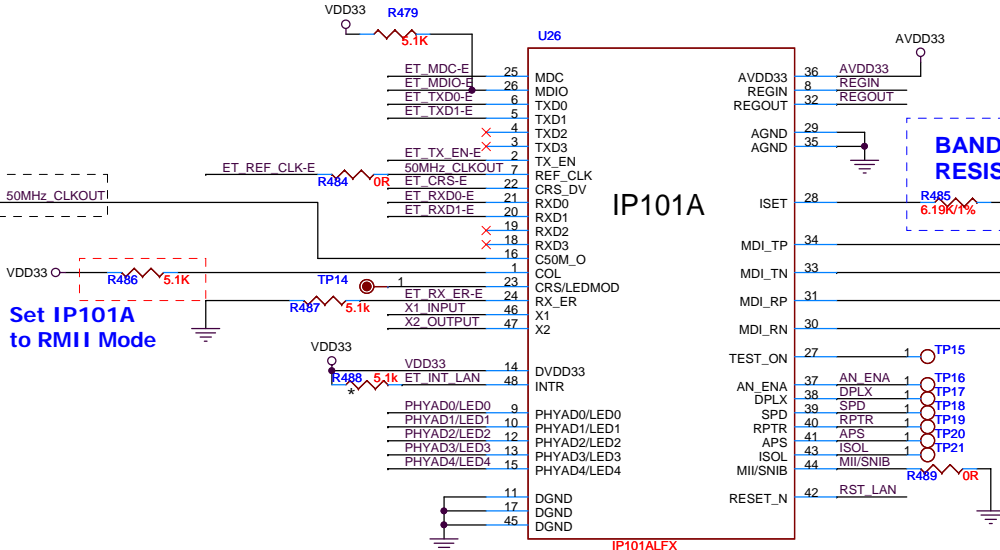 VDD33
R479
5.1K
U26
AVDD33
ET_MDC-E 25 MDC
ET_MDIO-E 26 MDIO
ET_TXD0-E 6 TXD0
ET_TXD1-E 5 TXD1
4 TXD2
3 TXD3
ET_TX_EN-E 2 TX_EN
ET_REF_CLK-E R484 0R 50MHz_CLKOUT 7 REF_CLK
ET_CRS-E 22 CRS_DV
50MHz_CLKOUT
ET_RXD0-E 21 RXD0
ET_RXD1-E 20 RXD1
19 RXD2
18 RXD3
16 C50M_O
VDD33 R486 5.1K 1 COL
TP14 1 23 CRS/LEDMOD
R487 5.1k ET_RX_ER-E 24 RX_ER
X1_INPUT 46 X1
X2_OUTPUT 47 X2
Set IP101A
to RMII Mode
VDD33
VDD33 14 DVDD33
R488 5.1k ET_INT_LAN 48 INTR
*
PHYAD0/LED0 9 PHYAD0/LED0
PHYAD1/LED1 10 PHYAD1/LED1
PHYAD2/LED2 12 PHYAD2/LED2
PHYAD3/LED3 13 PHYAD3/LED3
PHYAD4/LED4 15 PHYAD4/LED4
11 DGND
17 DGND
45 DGND
IP101A
AVDD33 36 AVDD33
REGIN 8 REGIN
REGOUT 32 REGOUT
AGND 29
AGND 35
BAND
RESIS
ISET 28 R485
6.19K/1%
MDI_TP 34
MDI_TN 33
MDI_RP 31
MDI_RN 30
TEST_ON 27 1 TP15
AN_ENA 37 AN_ENA 1 TP16
DPLX 38 DPLX 1 TP17
SPD 39 SPD 1 TP18
RPTR 40 RPTR 1 TP19
APS 41 APS 1 TP20
ISOL 43 ISOL 1 TP21
MII/SNIB 44 MII/SNIB R489 0R
RESET_N 42 RST_LAN
IP101ALFX